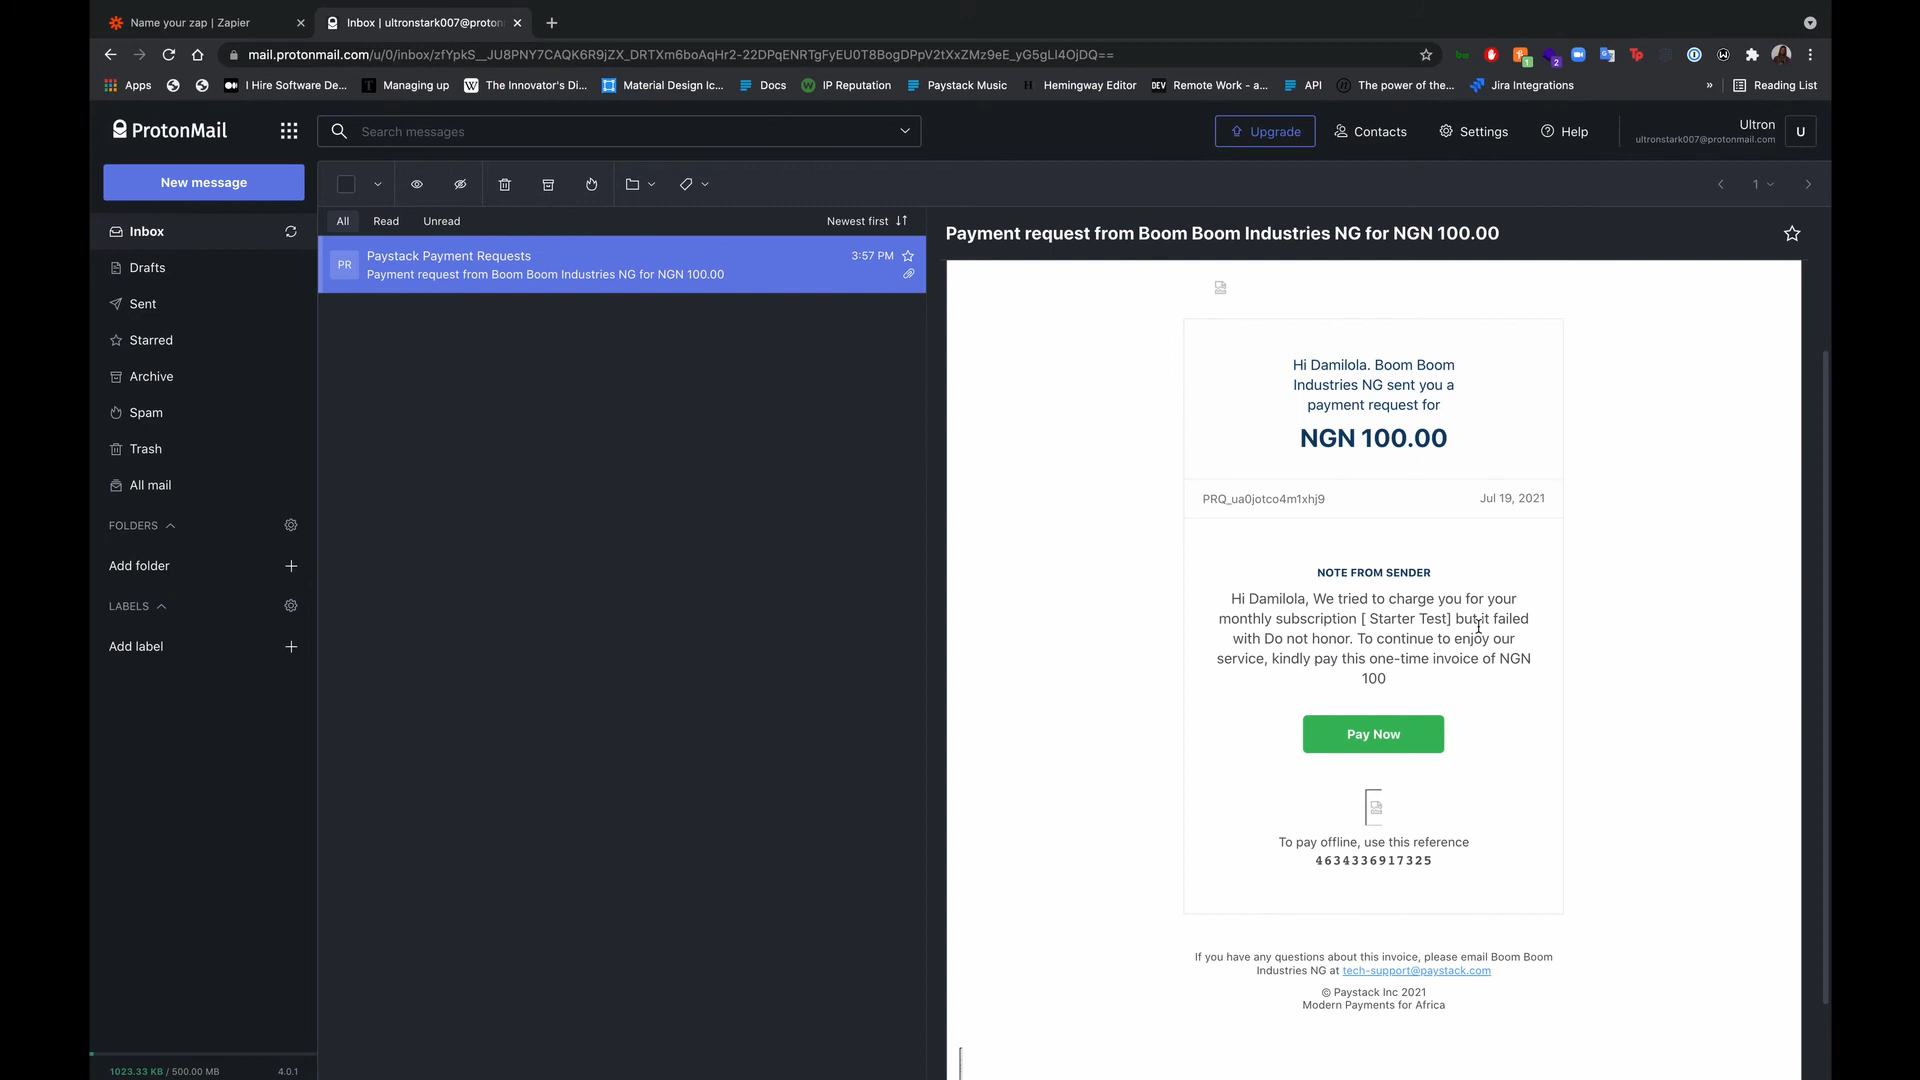 Name your zap | Zapier
Inbox | ultronstark007@proton
mail.protonmail.com/u/0/inbox/zfYpkS__JU8PNY7CAQK6R9jZX_DRTXm6boAqHr2-22DPqENRTgFyEU0T8BogDPpV2tXxZMz9eE_yG5gLl4OjDQ==
Apps
I Hire Software De...
Managing up
The Innovator's Di...
Material Design Ic...
Docs
IP Reputation
Paystack Music
Hemingway Editor
Remote Work - a...
API
The power of the...
Jira Integrations
»
Reading List
ProtonMail
Search messages
Upgrade
Contacts
Settings
Help
Ultron
ultronstark007@protonmail.com
U
New message
1
Inbox
Drafts
Sent
Starred
Archive
Spam
Trash
All mail
FOLDERS
Add folder
LABELS
Add label
1023.33 KB / 500.00 MB
4.0.1
All
Read
Unread
Newest first
PR
Paystack Payment Requests
3:57 PM
Payment request from Boom Boom Industries NG for NGN 100.00
Payment request from Boom Boom Industries NG for NGN 100.00
Hi Damilola. Boom Boom
Industries NG sent you a
payment request for
NGN 100.00
PRQ_ua0jotco4m1xhj9
Jul 19, 2021
NOTE FROM SENDER
Hi Damilola, We tried to charge you for your
monthly subscription [ Starter Test] but it failed
with Do not honor. To continue to enjoy our
service, kindly pay this one-time invoice of NGN
100
Pay Now
To pay offline, use this reference
4634336917325
If you have any questions about this invoice, please email Boom Boom
Industries NG at tech-support@paystack.com
© Paystack Inc 2021
Modern Payments for Africa